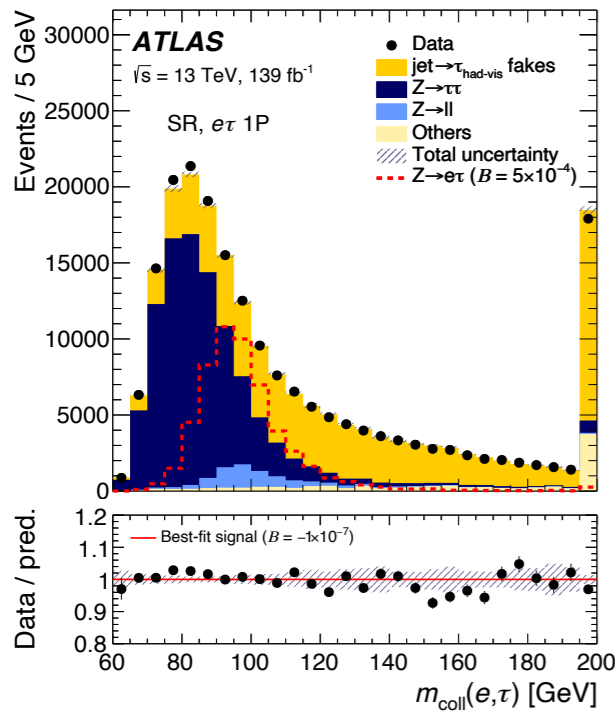 ATLAS
√s = 13 TeV, 139 fb⁻¹
SR, eτ 1P
Data
jet→τhad-vis fakes
Z→ττ
Z→ll
Others
Total uncertainty
Z→eτ (B = 5×10⁻⁴)
Events / 5 GeV
30000
25000
20000
15000
10000
5000
0
Best-fit signal (B = −1×10⁻⁷)
Data / pred.
1.2
1.1
1
0.9
0.8
60 80 100 120 140 160 180 200
mcoll(e,τ) [GeV]